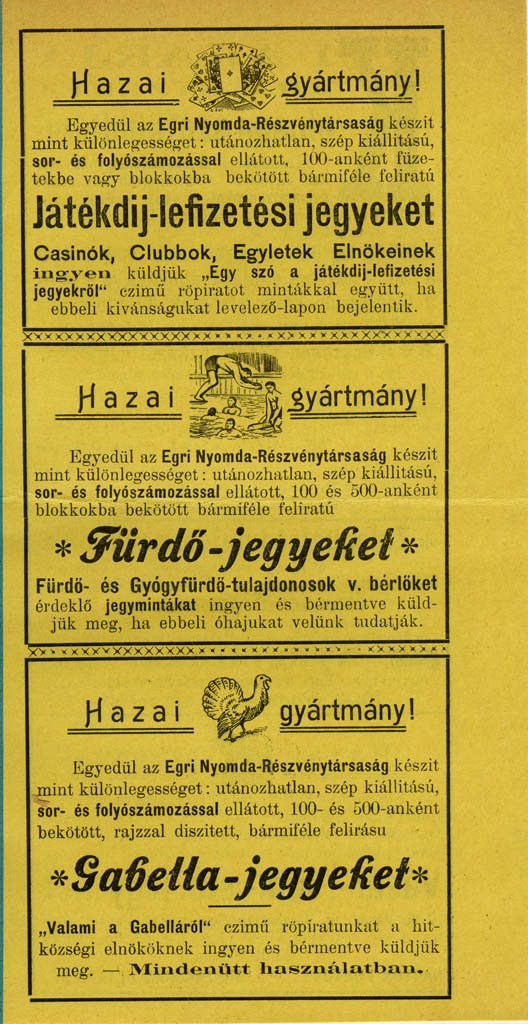 Hazai gyártmány!
Egyedül az Egri Nyomda-Részvénytársaság készit
mint különlegességet: utánozhatlan, szép kiállitású,
sor- és folyószámozással ellátott, 100-anként füze-
tekbe vagy blokkokba bekötött bármiféle feliratú
Játékdij-lefizetési jegyeket
Casinók, Clubbok, Egyletek Elnökeinek
ingyen küldjük „Egy szó a játékdij-lefizetési
jegyekről“ czimű röpiratot mintákkal együtt, ha
ebbeli kivánságukat levelező-lapon bejelentik.
Hazai gyártmány!
Egyedül az Egri Nyomda-Részvénytársaság készit
mint különlegességet: utánozhatlan, szép kiállitású,
sor- és folyószámozással ellátott, 100 és 500-anként
blokkokba bekötött bármiféle feliratú
* Fürdő-jegyeket *
Fürdő- és Gyógyfürdő-tulajdonosok v. bérlőket
érdeklő jegymintákat ingyen és bérmentve küld-
jük meg, ha ebbeli óhajukat velünk tudatják.
Hazai gyártmány!
Egyedül az Egri Nyomda-Részvénytársaság készit
mint különlegességet: utánozhatlan, szép kiállitású,
sor- és folyószámozással ellátott, 100- és 500-anként
bekötött, rajzzal diszitett, bármiféle felirásu
* Gabella-jegyeket *
„Valami a Gabelláról“ czimű röpiratunkat a hit-
községi elnököknek ingyen és bérmentve küldjük
meg. — Mindenütt használatban.